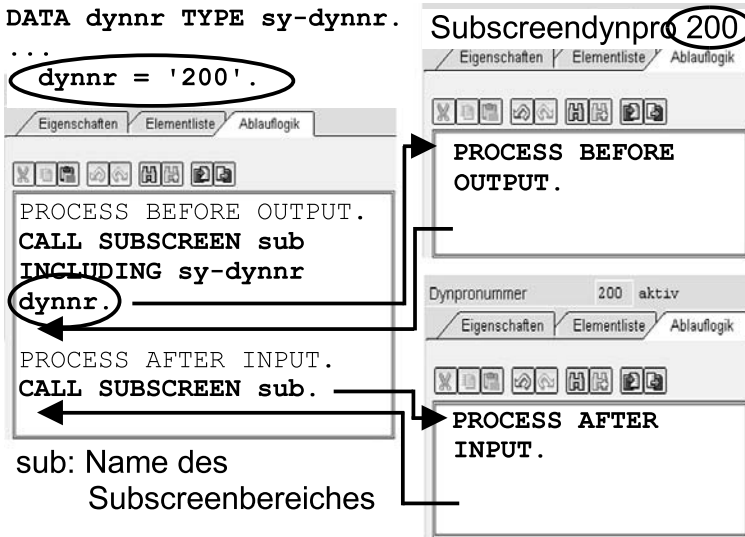 DATA dynnr TYPE sy-dynnr.
...
dynnr = '200'.
Eigenschaften Elementliste Ablauflogik
PROCESS BEFORE OUTPUT.
CALL SUBSCREEN sub
INCLUDING sy-dynnr
dynnr.
PROCESS AFTER INPUT.
CALL SUBSCREEN sub.
sub: Name des
Subscreenbereiches
Subscreendynpro 200
Eigenschaften Elementliste Ablauflogik
PROCESS BEFORE
OUTPUT.
Dynpronummer 200 aktiv
Eigenschaften Elementliste Ablauflogik
PROCESS AFTER
INPUT.